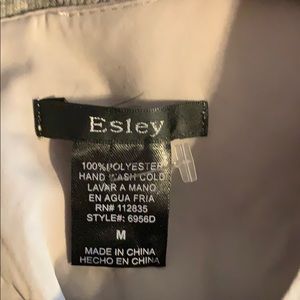 Esley
100%POLYESTER
HAND WASH COLD
LAVAR A MANO
EN AGUA FRIA
RN# 112835
STYLE#: 6956D
M
MADE IN CHINA
HECHO EN CHINA